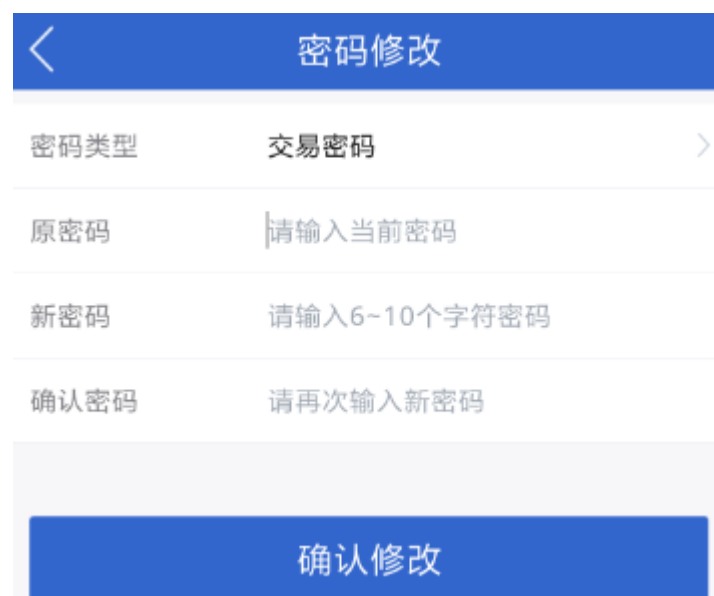 密码修改
密码类型 交易密码
原密码 请输入当前密码
新密码 请输入6~10个字符密码
确认密码 请再次输入新密码
确认修改